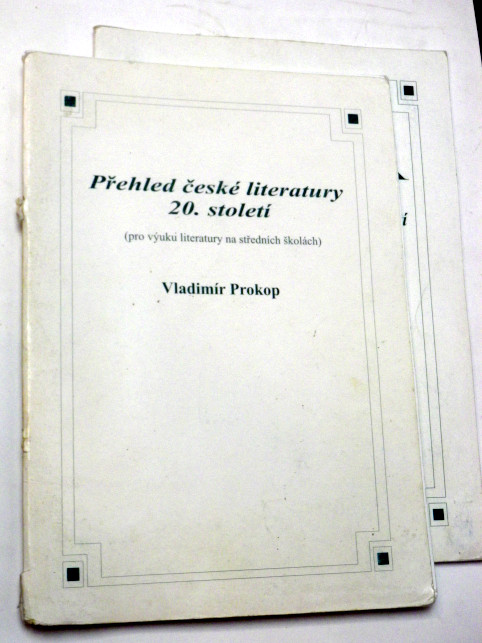 Přehled české literatury
20. století
(pro výuku literatury na středních školách)
Vladimír Prokop